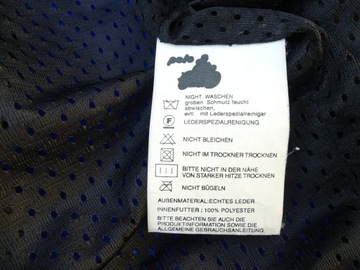 polo
NIGHT WASCHEN
groben Schmutz feucht
abwischen,
evtl. mit Lederspezialreiniger
F
LEDERSPEZIALREINIGUNG
NICHT BLEICHEN
NICHT IM TROCKNER TROCKNEN
BITTE NICHT IN DER NÄHE
VON STARKER HITZE TROCKNEN
NICHT BÜGELN
AUßENMATERIAL:ECHTES LEDER
INNENFUTTER : 100% POLYESTER
BITTE BEACHTEN SIE AUCH DIE
PRODUKTINFORMATION SOWIE DIE
ALLGEMEINE GEBRAUCHSANLEITUNG.